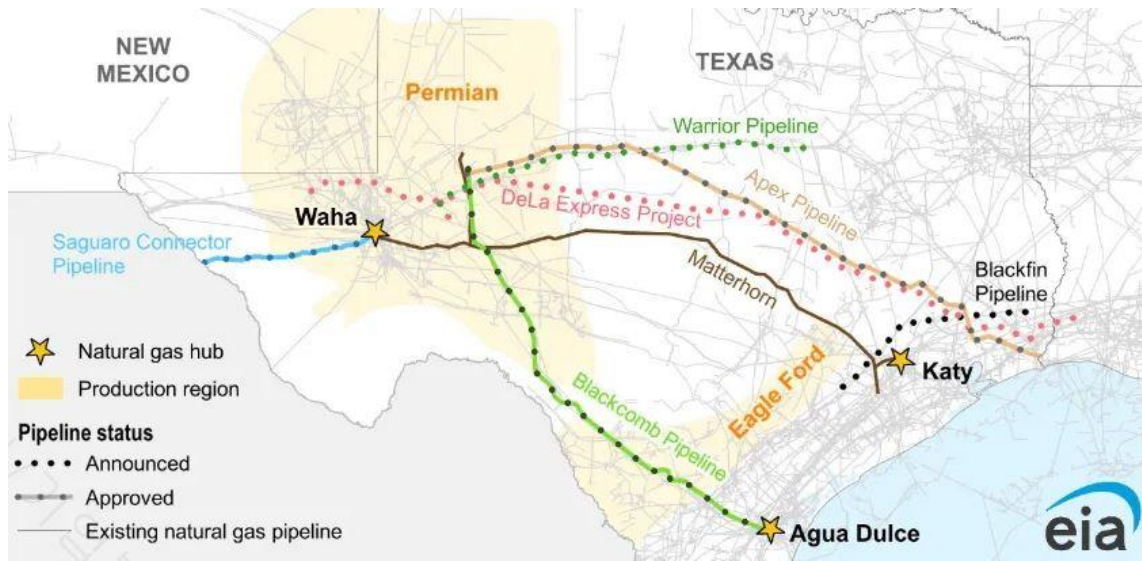 NEW
MEXICO
TEXAS
Permian
Warrior Pipeline
Apex Pipeline
DeLa Express Project
Waha
Saguaro Connector
Pipeline
Matterhorn
Blackfin
Pipeline
Katy
Eagle Ford
Blackcomb Pipeline
Agua Dulce
Natural gas hub
Production region
Pipeline status
Announced
Approved
Existing natural gas pipeline
eia